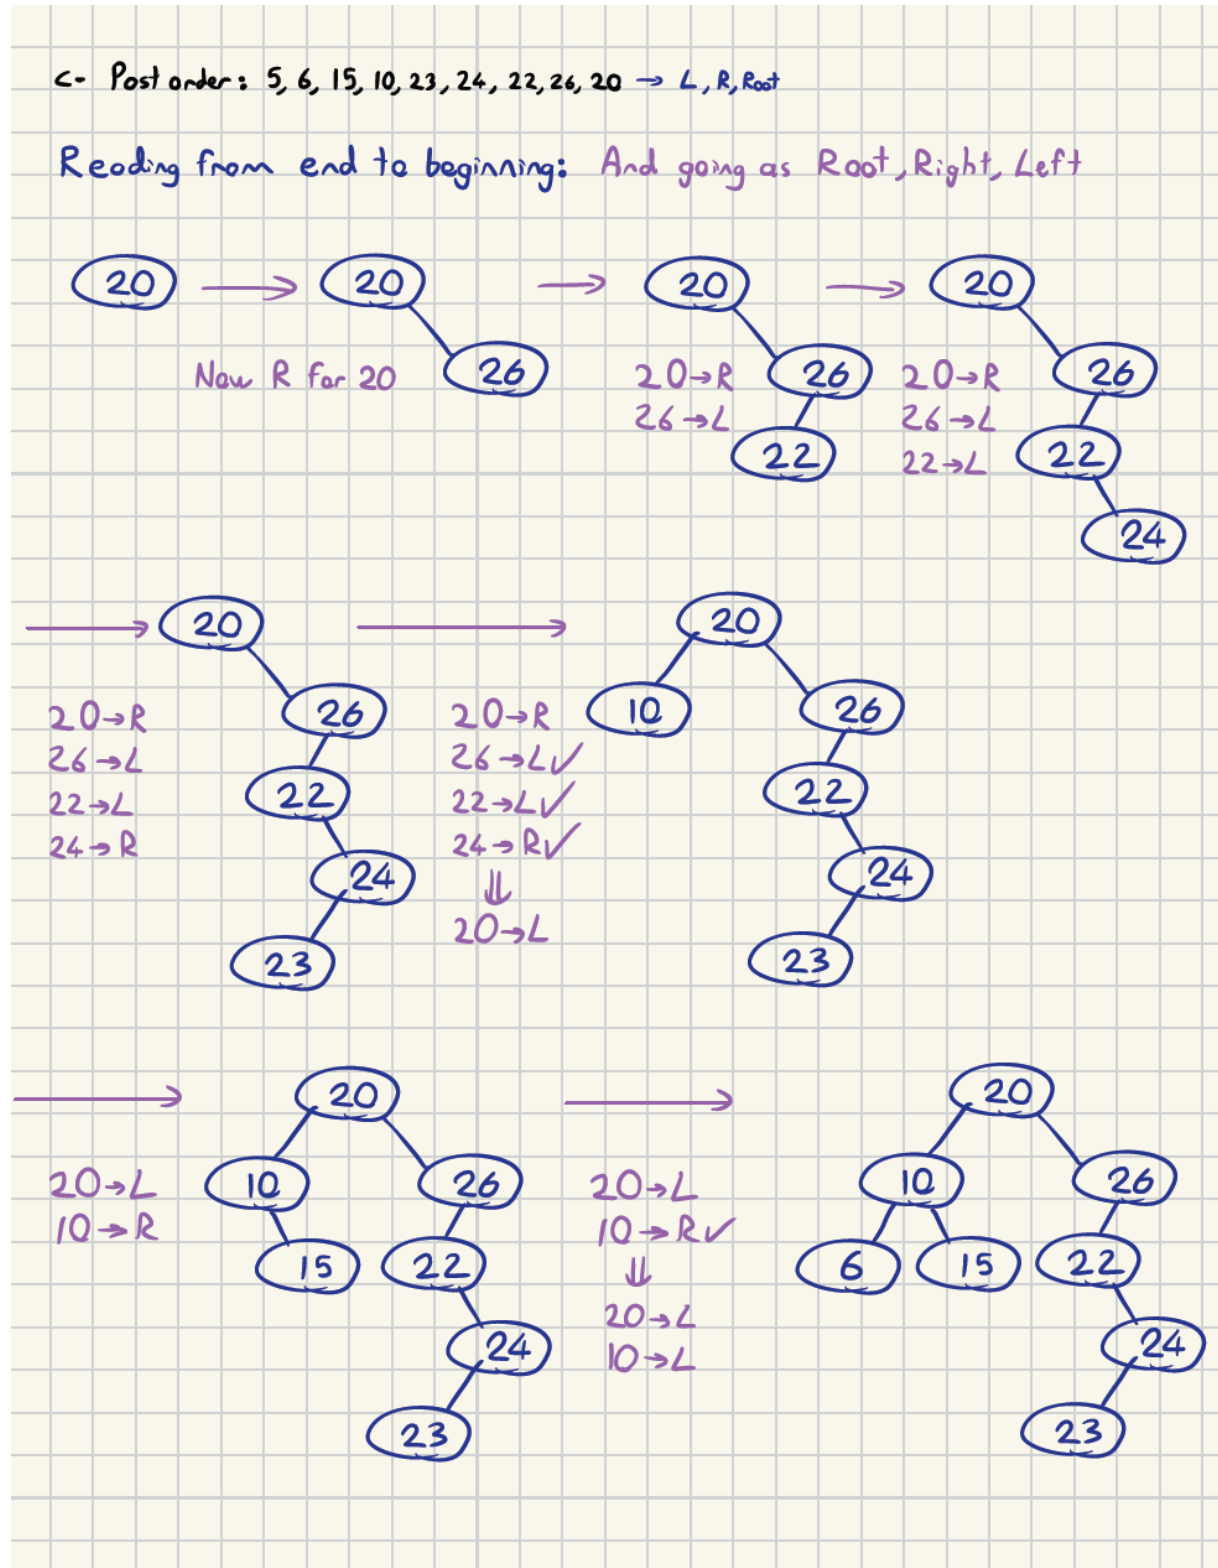 c- Post order: 5, 6, 15, 10, 23, 24, 22, 26, 20 → L, R, Root
Reading from end to beginning: And going as Root, Right, Left
20 → 20 → 20 → 20
New R for 20 26 20→R 26 20→R 26
26→L 26→L
22 22→L 22
24
→ 20 → 20
20→R 26 20→R 10 26
26→L 26→L✓
22→L 22 22→L✓ 22
24→R 24 24→R✓ 24
⇓
23 20→L 23
→ 20 → 20
20→L 10 26 20→L 10 26
10→R 10→R✓
15 22 ⇓ 6 15 22
20→L
24 10→L 24
23 23